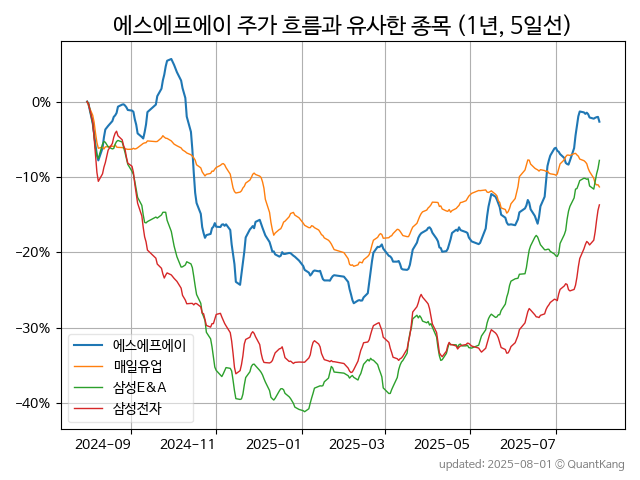 에스에프에이 주가 흐름과 유사한 종목 (1년, 5일선)
0%
−10%
−20%
−30%
−40%
에스에프에이
매일유업
삼성E&A
삼성전자
2024-09
2024-11
2025-01
2025-03
2025-05
2025-07
updated: 2025-08-01 © QuantKang